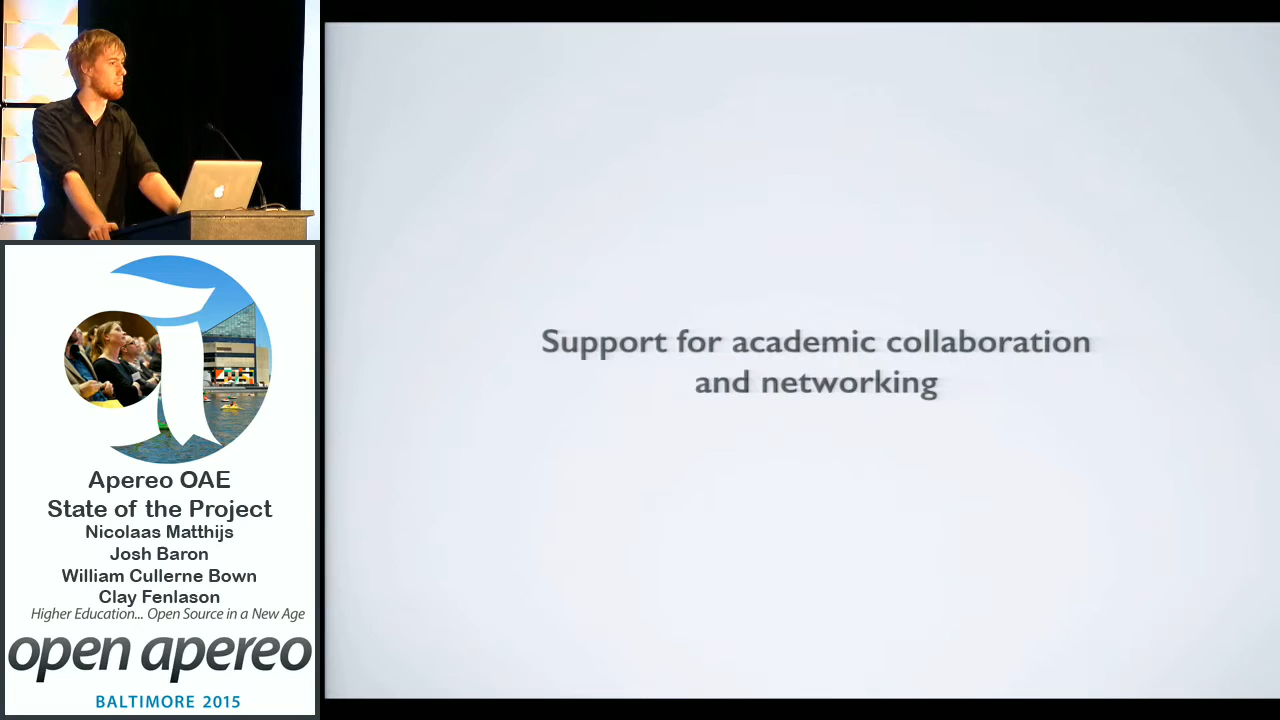 Support for academic collaboration
and networking
Apereo OAE
State of the Project
Nicolaas Matthijs
Josh Baron
William Cullerne Bown
Clay Fenlason
Higher Education... Open Source in a New Age
open apereo
BALTIMORE 2015